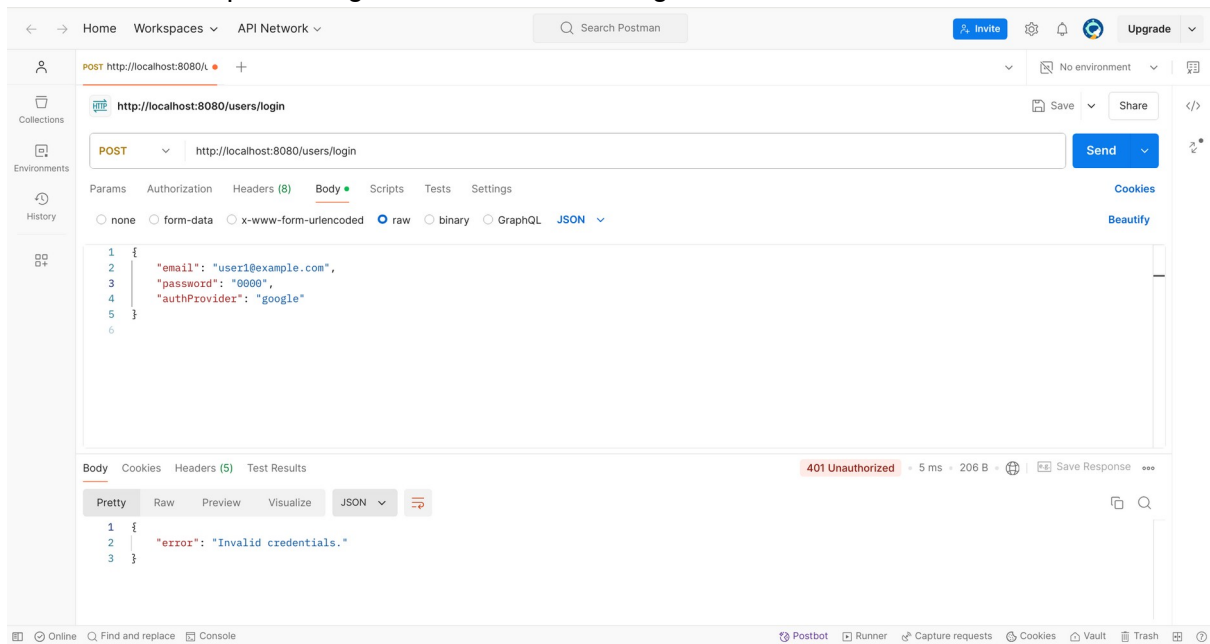 Home Workspaces API Network Search Postman Invite Upgrade
POST http://localhost:8080/u No environment
HTTP http://localhost:8080/users/login Save Share
Collections
POST http://localhost:8080/users/login Send
Environments
Params Authorization Headers (8) Body Scripts Tests Settings Cookies
History
none form-data x-www-form-urlencoded raw binary GraphQL JSON Beautify
1 {
2 "email": "user1@example.com",
3 "password": "0000",
4 "authProvider": "google"
5 }
6
Body Cookies Headers (5) Test Results 401 Unauthorized 5 ms 206 B Save Response
Pretty Raw Preview Visualize JSON
1 {
2 "error": "Invalid credentials."
3 }
Online Find and replace Console Postbot Runner Capture requests Cookies Vault Trash